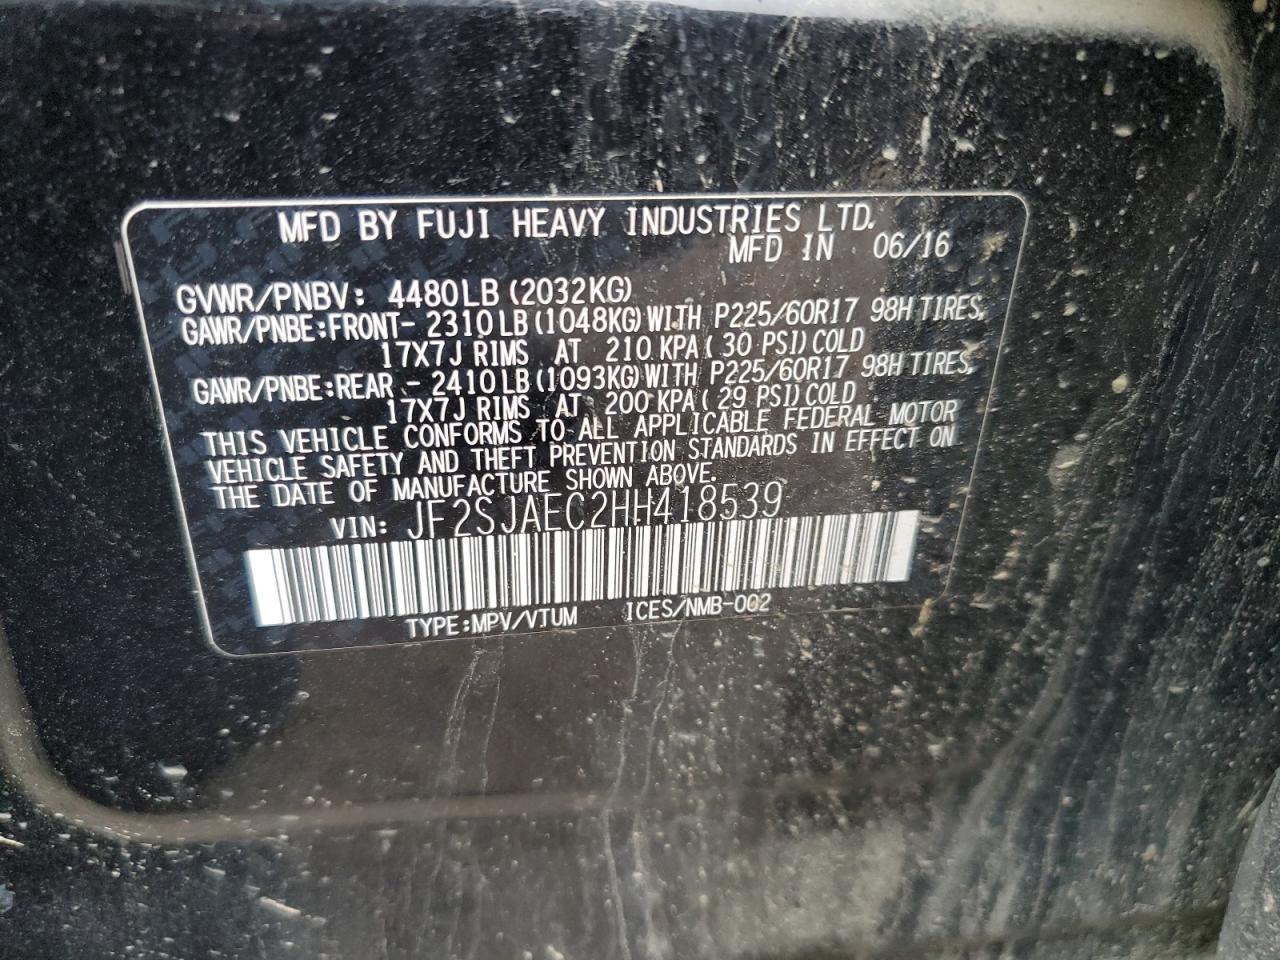 MFD BY FUJI HEAVY INDUSTRIES LTD.
MFD IN 06/16
GVWR/PNBV: 4480LB(2032KG)
GAWR/PNBE:FRONT- 2310LB(1048KG)WITH P225/60R17 98H TIRES,
17X7J RIMS AT 210 KPA( 30 PSI)COLD
GAWR/PNBE:REAR - 2410LB(1093KG)WITH P225/60R17 98H TIRES,
17X7J RIMS AT 200 KPA( 29 PSI)COLD
THIS VEHICLE CONFORMS TO ALL APPLICABLE FEDERAL MOTOR
VEHICLE SAFETY AND THEFT PREVENTION STANDARDS IN EFFECT ON
THE DATE OF MANUFACTURE SHOWN ABOVE.
VIN: JF2SJAEC2HH418539
TYPE:MPV/VTUM ICES/NMB-002